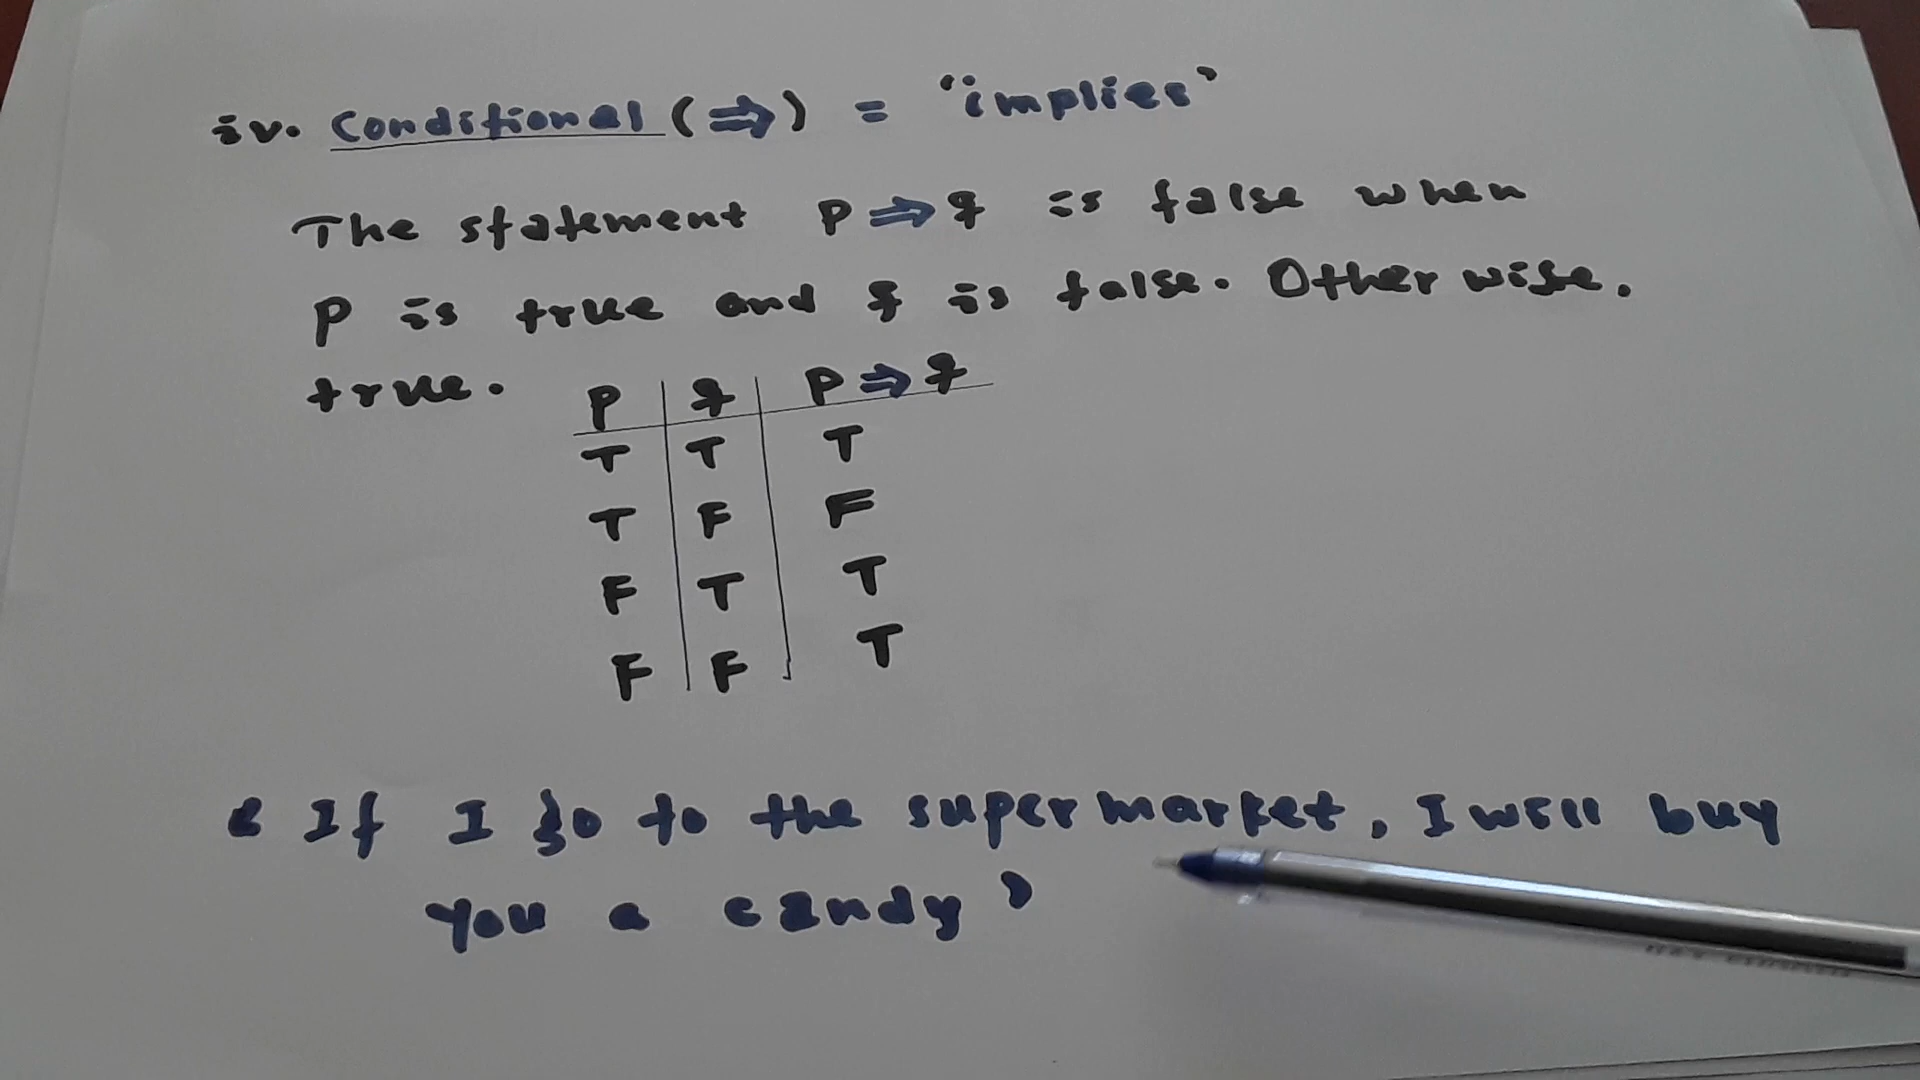 iv. Conditional (⇒) = "implies"
The statement P ⇒ q is false when
P is true and q is false. Otherwise,
true.
P | q | P ⇒ q
T | T | T
T | F | F
F | T | T
F | F | T
' If I go to the supermarket, I will buy
you a candy '